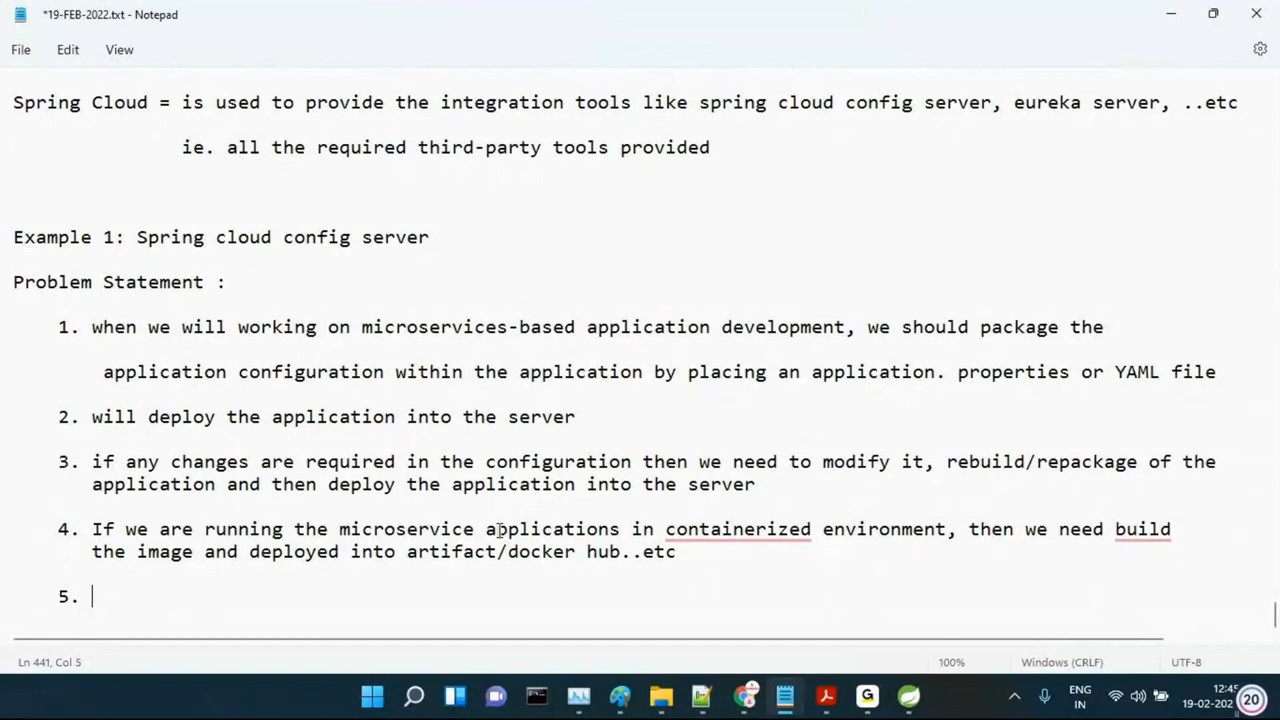 *19-FEB-2022.txt - Notepad
File Edit View
Spring Cloud = is used to provide the integration tools like spring cloud config server, eureka server, ..etc
ie. all the required third-party tools provided
Example 1: Spring cloud config server
Problem Statement :
1. when we will working on microservices-based application development, we should package the
application configuration within the application by placing an application. properties or YAML file
2. will deploy the application into the server
3. if any changes are required in the configuration then we need to modify it, rebuild/repackage of the
application and then deploy the application into the server
4. If we are running the microservice applications in containerized environment, then we need build
the image and deployed into artifact/docker hub..etc
5.
Ln 441, Col 5 100% Windows (CRLF) UTF-8
ENG
IN
19-02-202
20